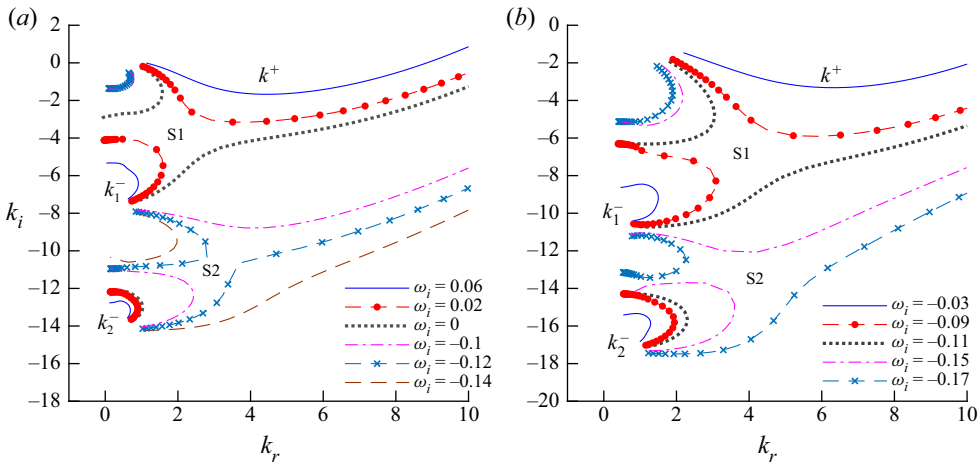 (a)
2
0
−2
−4
−6
−8
−10
−12
−14
−16
−18
k_i
k^+
S1
k_1^−
S2
k_2^−
ω_i = 0.06
ω_i = 0.02
ω_i = 0
ω_i = −0.1
ω_i = −0.12
ω_i = −0.14
0 2 4 6 8 10
k_r
(b)
2
0
−2
−4
−6
−8
−10
−12
−14
−16
−18
−20
k^+
S1
k_1^−
S2
k_2^−
ω_i = −0.03
ω_i = −0.09
ω_i = −0.11
ω_i = −0.15
ω_i = −0.17
0 2 4 6 8 10
k_r